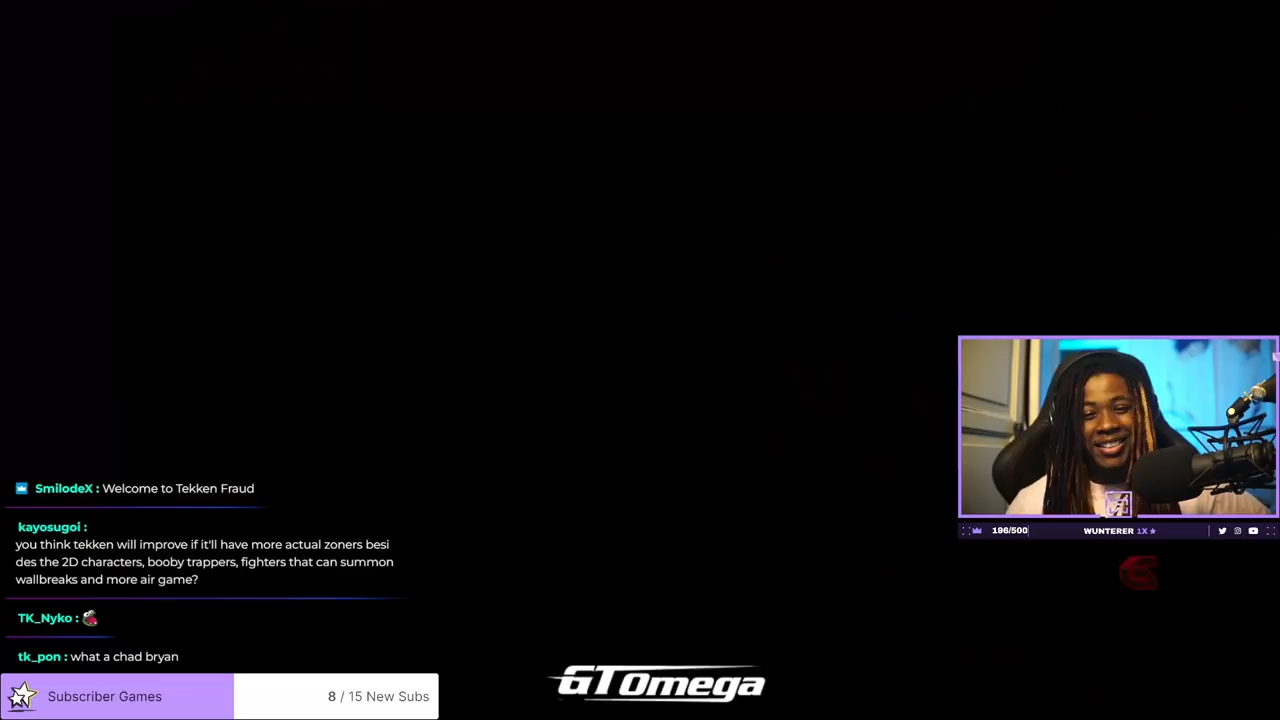 SmilodeX : Welcome to Tekken Fraud
kayosugoi :
you think tekken will improve if it'll have more actual zoners besi
des the 2D characters, booby trappers, fighters that can summon
wallbreaks and more air game?
TK_Nyko :
tk_pon : what a chad bryan
Subscriber Games 8 / 15 New Subs
GTOmega
196/500 WUNTERER 1X